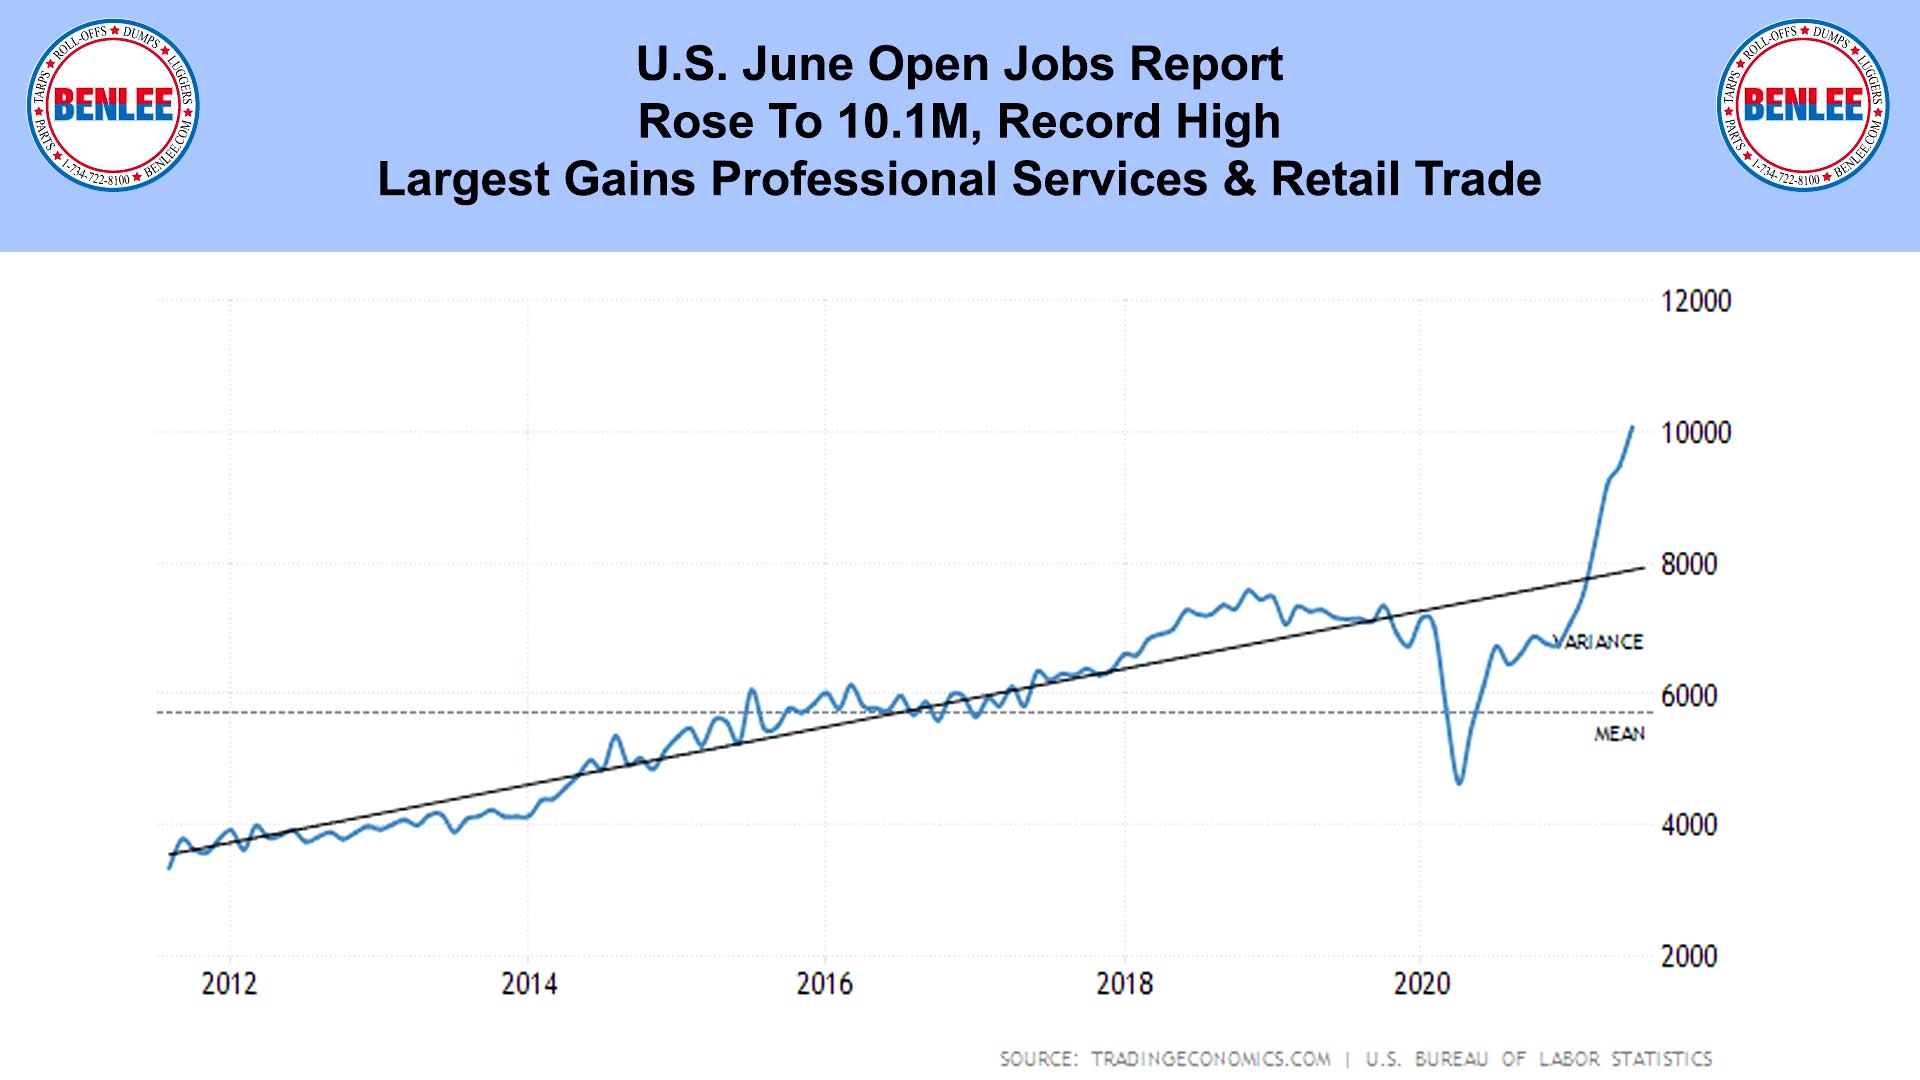 U.S. June Open Jobs Report
Rose To 10.1M, Record High
Largest Gains Professional Services & Retail Trade
ROLL-OFFS ★ DUMPS ★ LUGGERS ★ BENLEE.COM ★ 1-734-722-8100 ★ PARTS ★ TARPS ★
BENLEE
ROLL-OFFS ★ DUMPS ★ LUGGERS ★ BENLEE.COM ★ 1-734-722-8100 ★ PARTS ★ TARPS ★
BENLEE
12000
10000
8000
VARIANCE
6000
MEAN
4000
2000
2012 2014 2016 2018 2020
SOURCE: TRADINGECONOMICS.COM | U.S. BUREAU OF LABOR STATISTICS